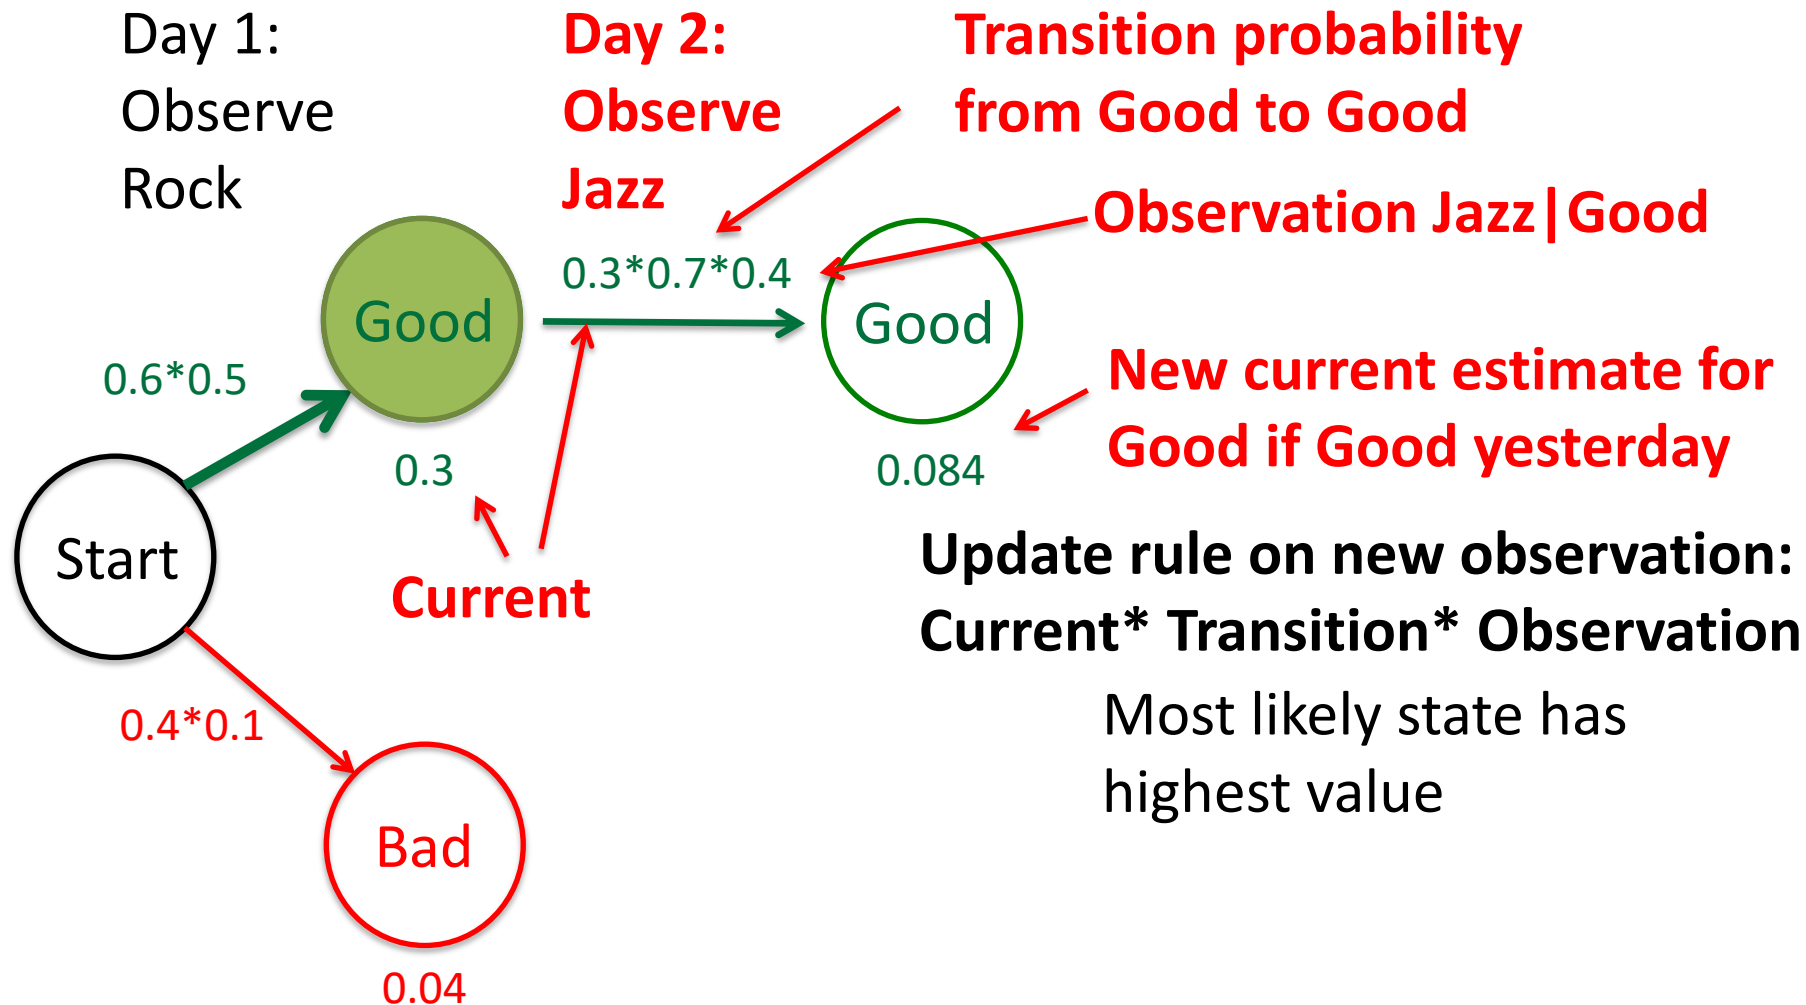 Day 1:
Observe
Rock
Day 2:
Observe
Jazz
Transition probability
from Good to Good
Observation Jazz|Good
0.3*0.7*0.4
Good
Good
0.6*0.5
New current estimate for
Good if Good yesterday
0.3
0.084
Start
Current
Update rule on new observation:
Current* Transition* Observation
Most likely state has
highest value
0.4*0.1
Bad
0.04